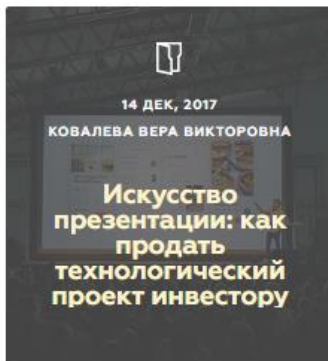 14 ДЕК, 2017
КОВАЛЕВА ВЕРА ВИКТОРОВНА
Искусство
презентации: как
продать
технологический
проект инвестору